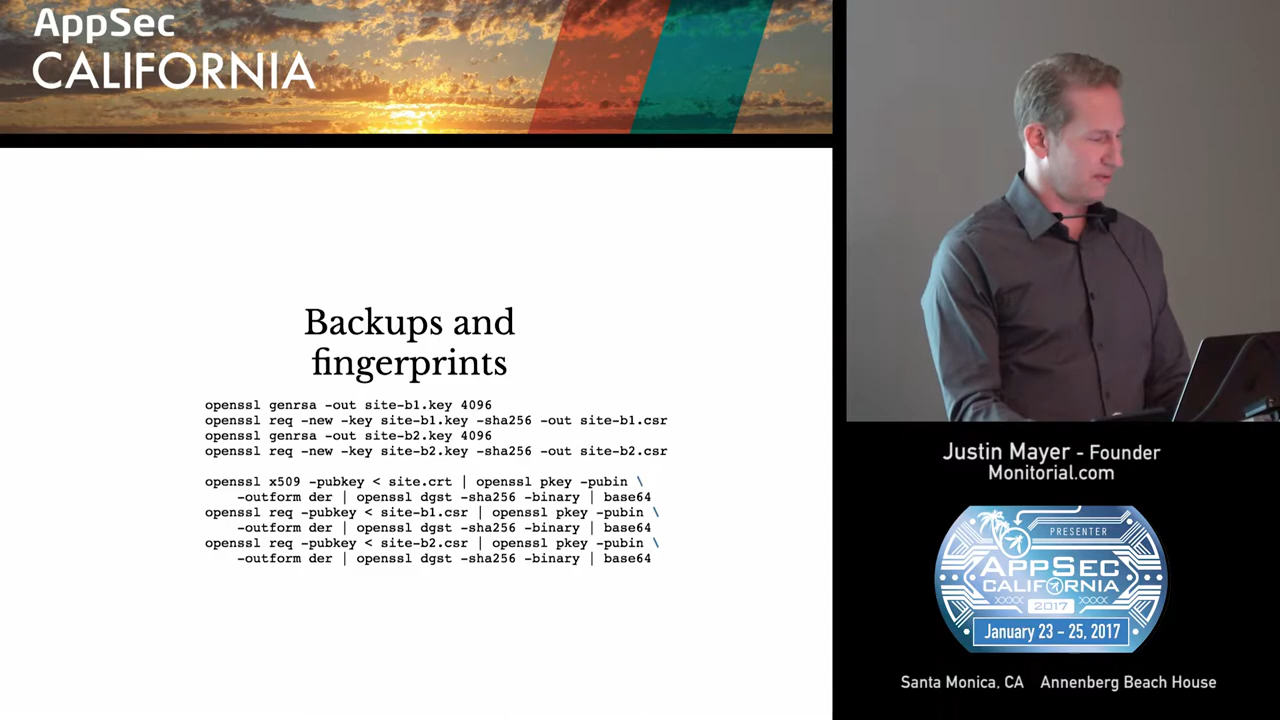 AppSec
CALIFORNIA
Backups and
fingerprints
openssl genrsa -out site-b1.key 4096
openssl req -new -key site-b1.key -sha256 -out site-b1.csr
openssl genrsa -out site-b2.key 4096
openssl req -new -key site-b2.key -sha256 -out site-b2.csr
openssl x509 -pubkey < site.crt | openssl pkey -pubin \
-outform der | openssl dgst -sha256 -binary | base64
openssl req -pubkey < site-b1.csr | openssl pkey -pubin \
-outform der | openssl dgst -sha256 -binary | base64
openssl req -pubkey < site-b2.csr | openssl pkey -pubin \
-outform der | openssl dgst -sha256 -binary | base64
Justin Mayer - Founder
Monitorial.com
PRESENTER
APPSEC
CALIFORNIA
2017
January 23 - 25, 2017
Santa Monica, CA Annenberg Beach House